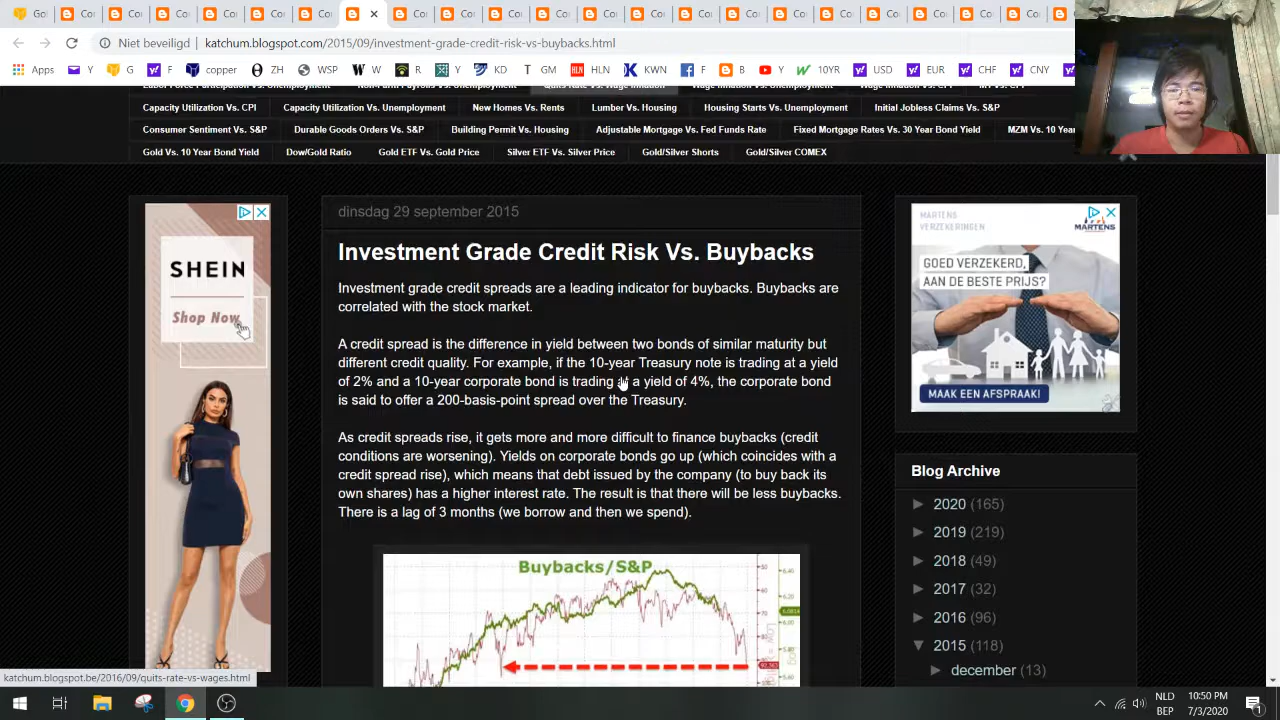 Niet beveiligd
katchum.blogspot.com/2015/09/investment-grade-credit-risk-vs-buybacks.html
Apps Y G F copper ZH WSP W R Y KD GM HLN KWN F B Y 10YR USD EUR CHF CNY
Capacity Utilization Vs. CPI Capacity Utilization Vs. Unemployment New Homes Vs. Rents Lumber Vs. Housing Housing Starts Vs. Unemployment Initial Jobless Claims Vs. S&P
Consumer Sentiment Vs. S&P Durable Goods Orders Vs. S&P Building Permit Vs. Housing Adjustable Mortgage Vs. Fed Funds Rate Fixed Mortgage Rates Vs. 30 Year Bond Yield MZM Vs. 10 Year
Gold Vs. 10 Year Bond Yield Dow/Gold Ratio Gold ETF Vs. Gold Price Silver ETF Vs. Silver Price Gold/Silver Shorts Gold/Silver COMEX
SHEIN
Shop Now
dinsdag 29 september 2015
Investment Grade Credit Risk Vs. Buybacks
Investment grade credit spreads are a leading indicator for buybacks. Buybacks are
correlated with the stock market.
A credit spread is the difference in yield between two bonds of similar maturity but
different credit quality. For example, if the 10-year Treasury note is trading at a yield
of 2% and a 10-year corporate bond is trading a yield of 4%, the corporate bond
is said to offer a 200-basis-point spread over the Treasury.
As credit spreads rise, it gets more and more difficult to finance buybacks (credit
conditions are worsening). Yields on corporate bonds go up (which coincides with a
credit spread rise), which means that debt issued by the company (to buy back its
own shares) has a higher interest rate. The result is that there will be less buybacks.
There is a lag of 3 months (we borrow and then we spend).
Buybacks/S&P
MARTENS
VERZEKERINGEN
MARTENS
GOED VERZEKERD,
AAN DE BESTE PRIJS?
MAAK EEN AFSPRAAK!
Blog Archive
► 2020 (165)
► 2019 (219)
► 2018 (49)
► 2017 (32)
► 2016 (96)
▼ 2015 (118)
► december (13)
katchum.blogspot.be/2016/09/quits-rate-vs-wages.html
NLD
BEP
10:50 PM
7/3/2020